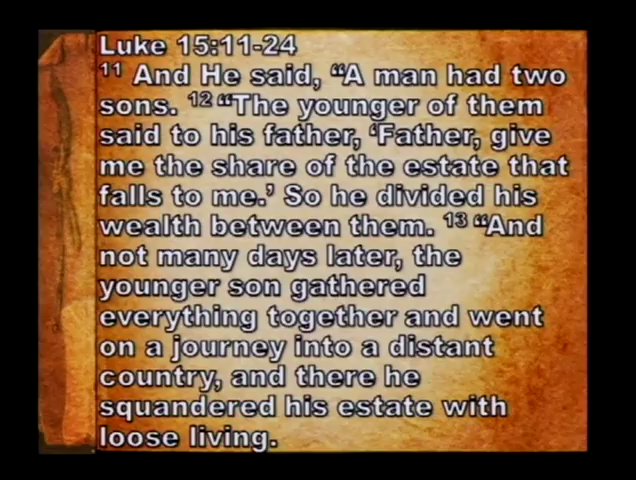 Luke 15:11-24
¹¹ And He said, “A man had two
sons. ¹² “The younger of them
said to his father, ‘Father, give
me the share of the estate that
falls to me.’ So he divided his
wealth between them. ¹³ “And
not many days later, the
younger son gathered
everything together and went
on a journey into a distant
country, and there he
squandered his estate with
loose living.